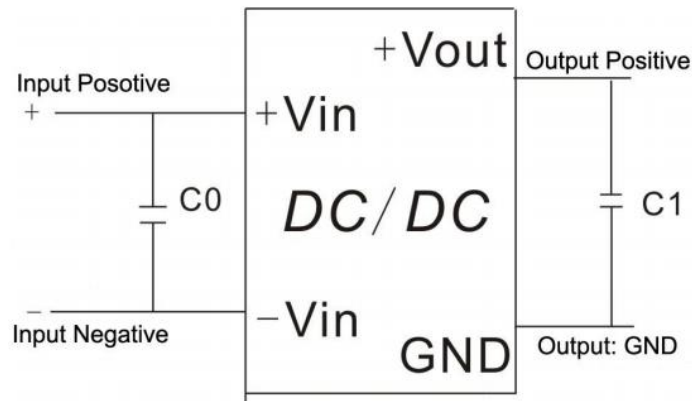 +Vout
Output Positive
Input Posotive
+
+Vin
C0
DC/DC
C1
−
−Vin
Input Negative
GND
Output: GND